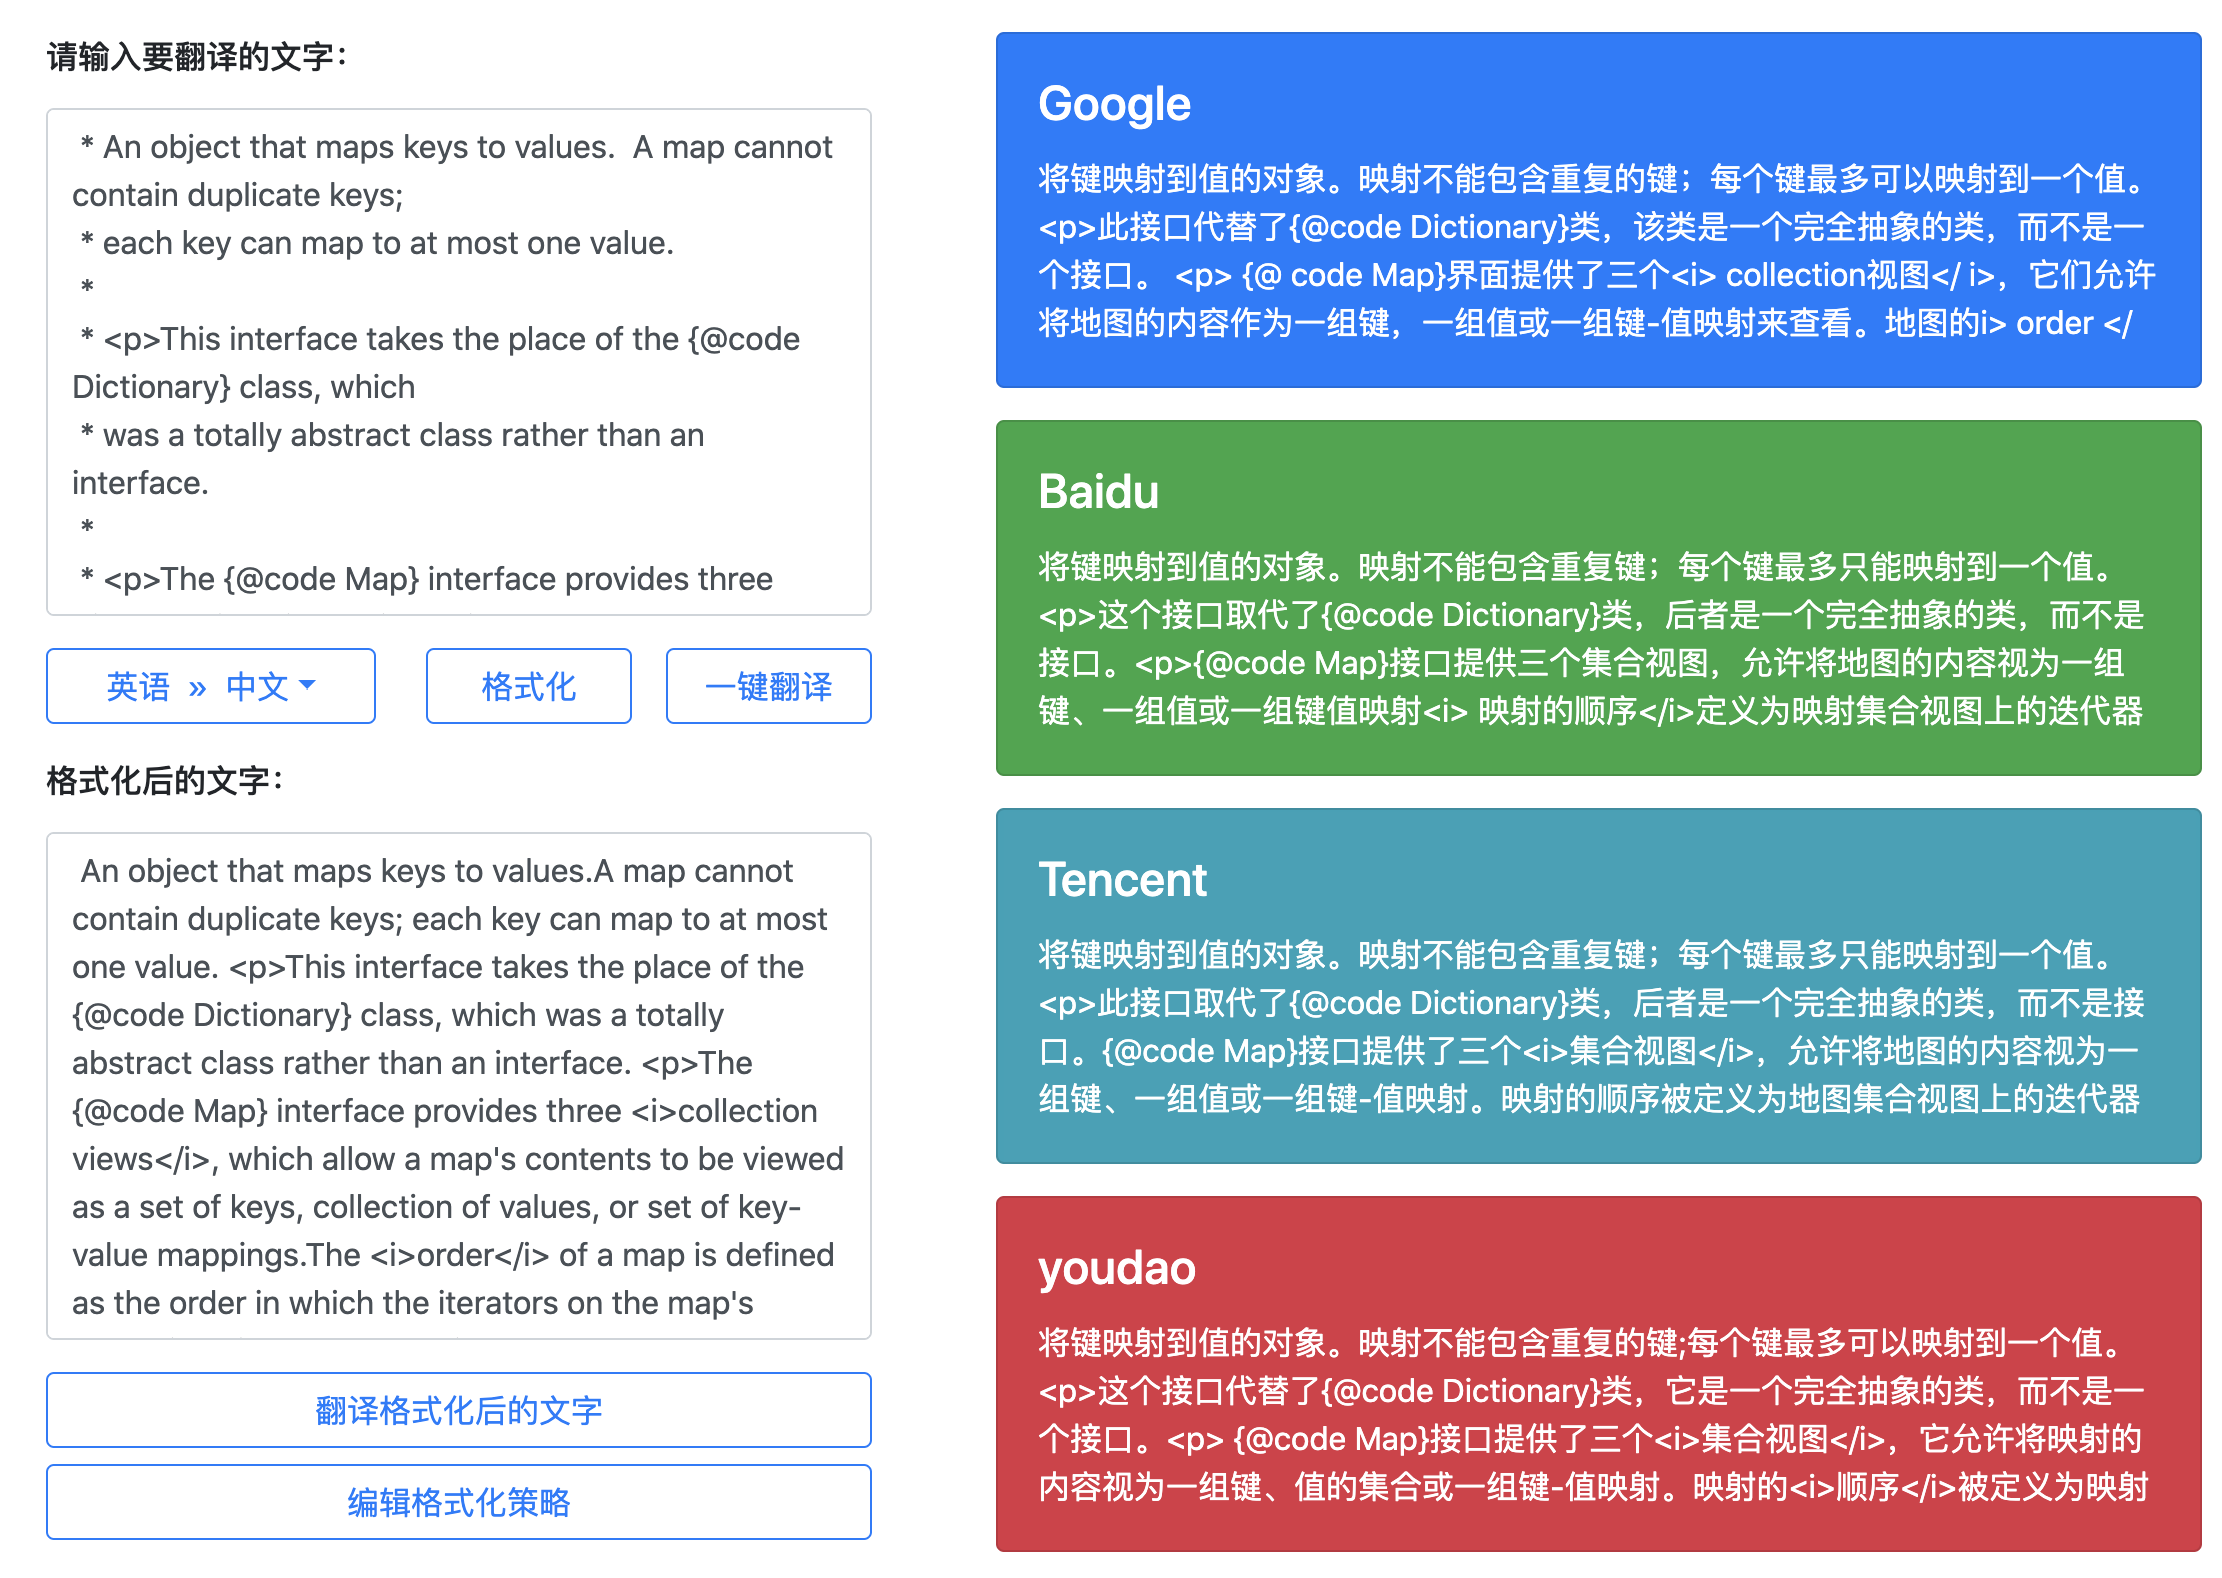 请输入要翻译的文字：
* An object that maps keys to values.  A map cannot
contain duplicate keys;
* each key can map to at most one value.
*
* <p>This interface takes the place of the {@code
Dictionary} class, which
* was a totally abstract class rather than an
interface.
*
* <p>The {@code Map} interface provides three
英语 » 中文
格式化
一键翻译
格式化后的文字：
An object that maps keys to values.A map cannot
contain duplicate keys; each key can map to at most
one value. <p>This interface takes the place of the
{@code Dictionary} class, which was a totally
abstract class rather than an interface. <p>The
{@code Map} interface provides three <i>collection
views</i>, which allow a map's contents to be viewed
as a set of keys, collection of values, or set of key-
value mappings.The <i>order</i> of a map is defined
as the order in which the iterators on the map's
翻译格式化后的文字
编辑格式化策略
Google
将键映射到值的对象。映射不能包含重复的键；每个键最多可以映射到一个值。
<p>此接口代替了{@code Dictionary}类，该类是一个完全抽象的类，而不是一
个接口。 <p> {@ code Map}界面提供了三个<i> collection视图</ i>，它们允许
将地图的内容作为一组键，一组值或一组键-值映射来查看。地图的i> order </
Baidu
将键映射到值的对象。映射不能包含重复键；每个键最多只能映射到一个值。
<p>这个接口取代了{@code Dictionary}类，后者是一个完全抽象的类，而不是
接口。<p>{@code Map}接口提供三个集合视图，允许将地图的内容视为一组
键、一组值或一组键值映射<i> 映射的顺序</i>定义为映射集合视图上的迭代器
Tencent
将键映射到值的对象。映射不能包含重复键；每个键最多只能映射到一个值。
<p>此接口取代了{@code Dictionary}类，后者是一个完全抽象的类，而不是接
口。{@code Map}接口提供了三个<i>集合视图</i>，允许将地图的内容视为一
组键、一组值或一组键-值映射。映射的顺序被定义为地图集合视图上的迭代器
youdao
将键映射到值的对象。映射不能包含重复的键;每个键最多可以映射到一个值。
<p>这个接口代替了{@code Dictionary}类，它是一个完全抽象的类，而不是一
个接口。<p> {@code Map}接口提供了三个<i>集合视图</i>，它允许将映射的
内容视为一组键、值的集合或一组键-值映射。映射的<i>顺序</i>被定义为映射